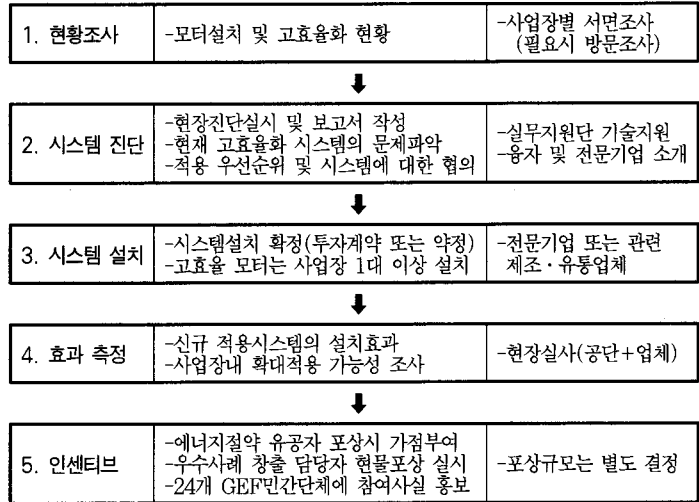 1. 현황조사
-모터설치 및 고효율화 현황
-사업장별 서면조사
(필요시 방문조사)
2. 시스템 진단
-현장진단실시 및 보고서 작성
-현재 고효율화 시스템의 문제파악
-적용 우선순위 및 시스템에 대한 협의
-실무지원단 기술지원
-융자 및 전문기업 소개
3. 시스템 설치
-시스템설치 확정(투자계약 또는 약정)
-고효율 모터는 사업장 1대 이상 설치
-전문기업 또는 관련
제조·유통업체
4. 효과 측정
-신규 적용시스템의 설치효과
-사업장내 확대적용 가능성 조사
-현장실사(공단+업체)
5. 인센티브
-에너지절약 유공자 포상시 가점부여
-우수사례 창출 담당자 현물포상 실시
-24개 GEF민간단체에 참여사실 홍보
-포상규모는 별도 결정